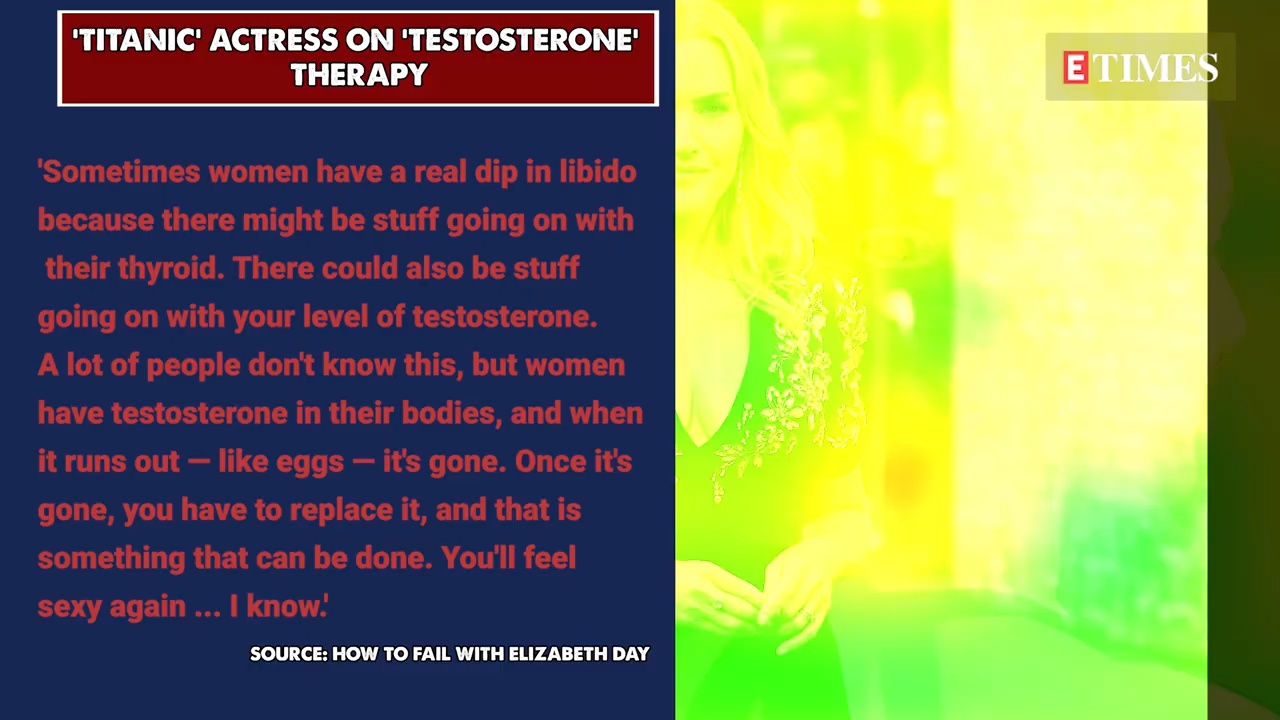 'TITANIC' ACTRESS ON 'TESTOSTERONE'
THERAPY
ETIMES
'Sometimes women have a real dip in libido
because there might be stuff going on with
their thyroid. There could also be stuff
going on with your level of testosterone.
A lot of people don't know this, but women
have testosterone in their bodies, and when
it runs out — like eggs — it's gone. Once it's
gone, you have to replace it, and that is
something that can be done. You'll feel
sexy again ... I know.'
SOURCE: HOW TO FAIL WITH ELIZABETH DAY